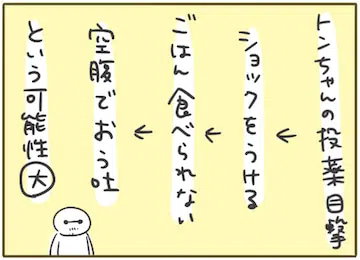 トンちゃんの投薬目撃
ショックをうける
ごはん食べられない
空腹でおう吐
という可能性大